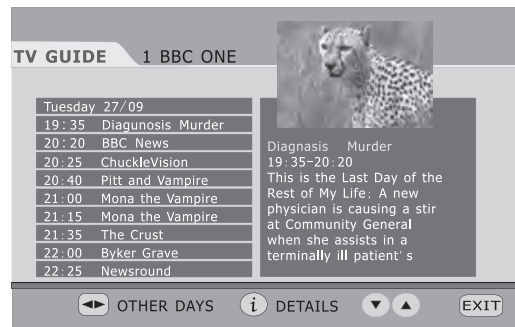 TV GUIDE 1 BBC ONE
Tuesday 27/09
19:35 Diagunosis Murder
20:20 BBC News
20:25 ChuckleVision
20:40 Pitt and Vampire
21:00 Mona the Vampire
21:15 Mona the Vampire
21:35 The Crust
22:00 Byker Grave
22:25 Newsround
Diagnasis Murder
19:35-20:20
This is the Last Day of the
Rest of My Life; A new
physician is causing a stir
at Community General
when she assists in a
terminally ill patient's
OTHER DAYS i DETAILS EXIT